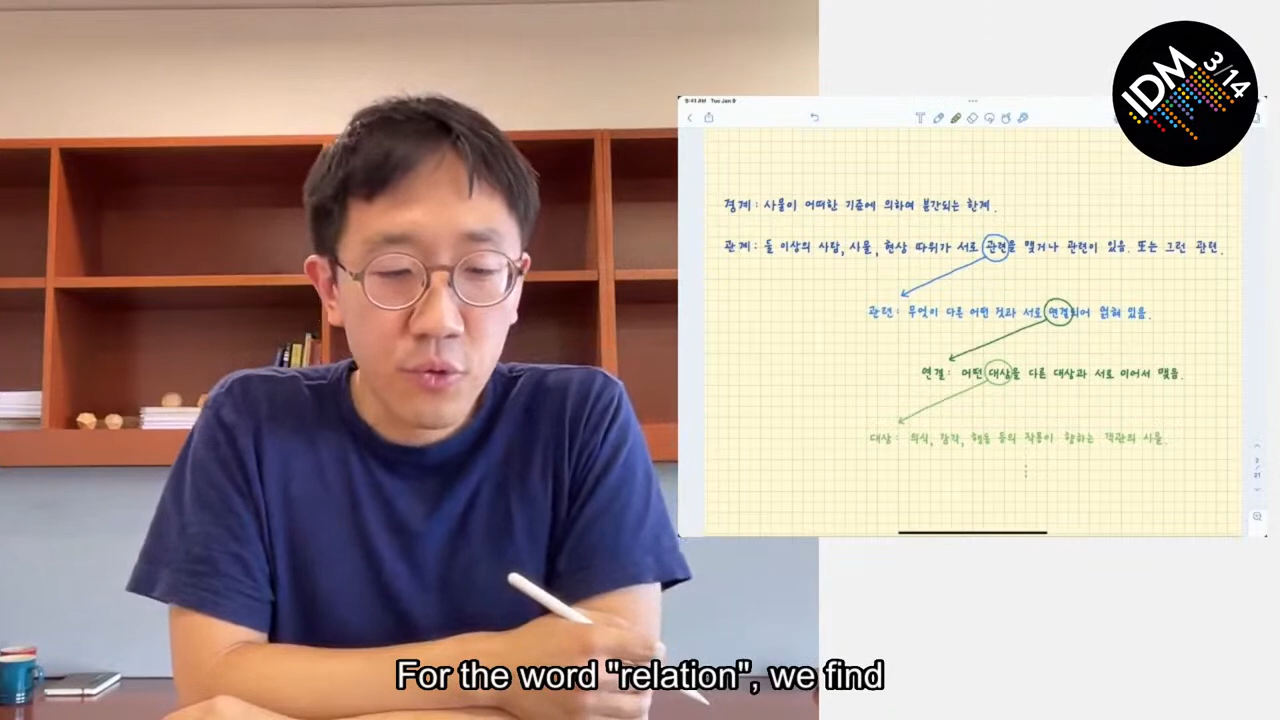 IDM 3/14
9:41 AM Tue Jan 9
경계 : 사물이 어떠한 기준에 의하여 분간되는 한계.
관계 : 둘 이상의 사람, 사물, 현상 따위가 서로 관련을 맺거나 관련이 있음. 또는 그런 관련.
관련 : 무엇이 다른 어떤 것과 서로 연결되어 얽혀 있음.
연결 : 어떤 대상을 다른 대상과 서로 이어서 맺음.
대상 : 의식, 감각, 행동 등의 작용이 향하는 객관의 사물.
For the word "relation", we find